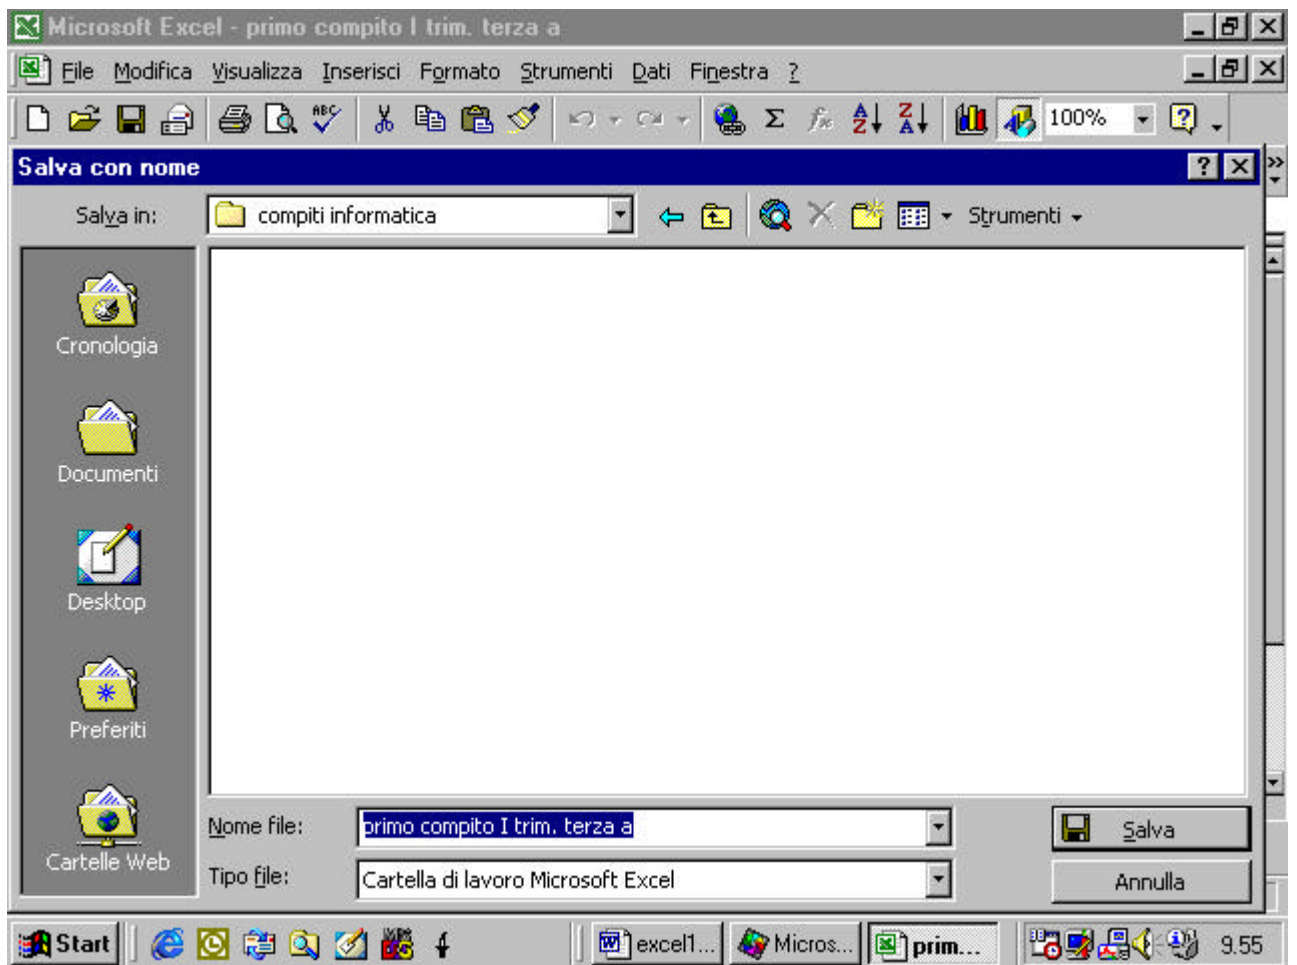 Microsoft Excel - primo compito I trim. terza a
File Modifica Visualizza Inserisci Formato Strumenti Dati Finestra ?
ABC Σ fx A Z Z A 100% ?
Salva con nome
Salva in: compiti informatica Strumenti
Cronologia
Documenti
Desktop
Preferiti
Cartelle Web
Nome file: primo compito I trim. terza a Salva
Tipo file: Cartella di lavoro Microsoft Excel Annulla
Start excel1... Micros... prim... 9.55